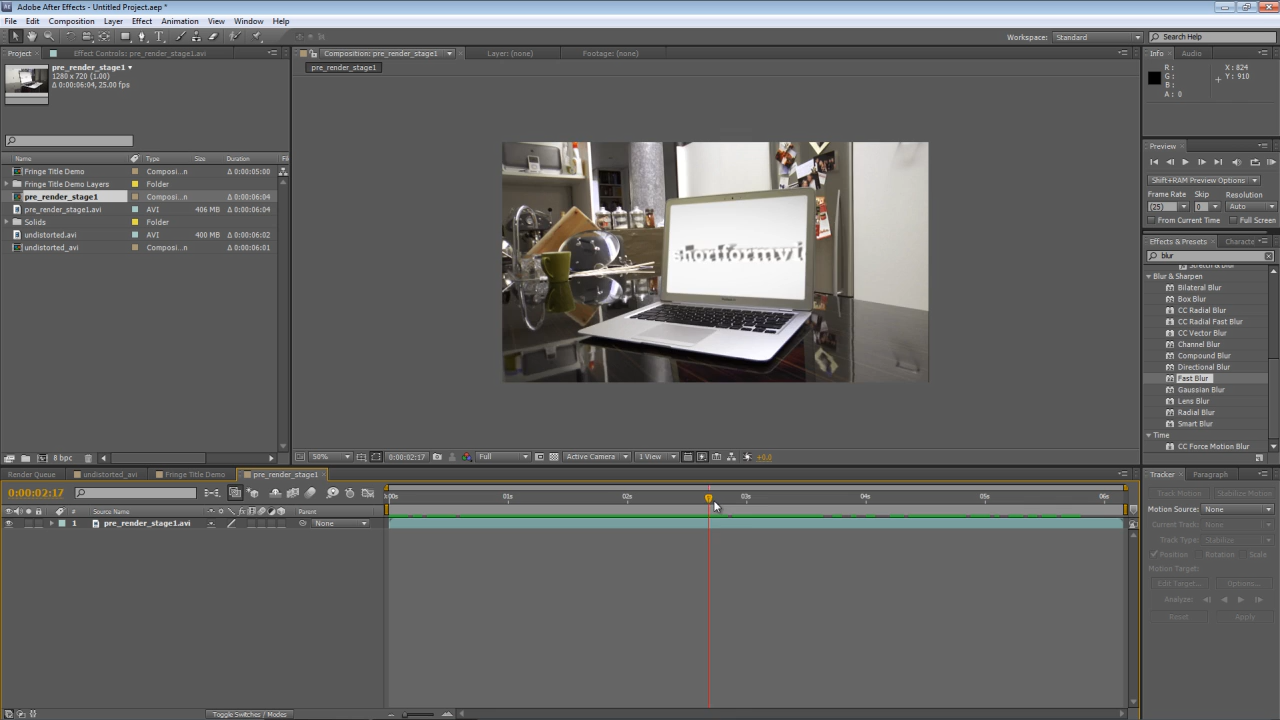 Adobe After Effects - Untitled Project.aep *
File Edit Composition Layer Effect Animation View Window Help
Workspace: Standard Search Help
Project Effect Controls: pre_render_stage1.avi
Composition: pre_render_stage1 Layer: (none) Footage: (none)
Info Audio
pre_render_stage1
1280 x 720 (1.00)
Δ 0:00:06:04, 25.00 fps
pre_render_stage1
R : X : 824
G : Y : 910
B :
A : 0
Preview
Shift+RAM Preview Options
Frame Rate Skip Resolution
(25) 0 Auto
From Current Time Full Screen
Name Type Size Duration
Fringe Title Demo Composi...n Δ 0:00:05:00
Fringe Title Demo Layers Folder
pre_render_stage1 Composi...n Δ 0:00:06:04
pre_render_stage1.avi AVI 406 MB Δ 0:00:06:04
Solids Folder
undistorted.avi AVI 400 MB Δ 0:00:06:02
undistorted_avi Composi...n Δ 0:00:06:01
Effects & Presets Characte
blur
Blur & Sharpen
Bilateral Blur
Box Blur
CC Radial Blur
CC Radial Fast Blur
CC Vector Blur
Channel Blur
Compound Blur
Directional Blur
Fast Blur
Gaussian Blur
Lens Blur
Radial Blur
Smart Blur
Time
CC Force Motion Blur
8 bpc
50% 0:00:02:17 Full Active Camera 1 View +0.0
Render Queue undistorted_avi Fringe Title Demo pre_render_stage1
0:00:02:17
01s 02s 03s 04s 05s 06s
# Source Name Parent
1 pre_render_stage1.avi None
Toggle Switches / Modes
Tracker Paragraph
Track Motion Stabilize Motion
Motion Source: None
Current Track: None
Track Type: Stabilize
Position Rotation Scale
Motion Target:
Edit Target... Options...
Analyze:
Reset Apply